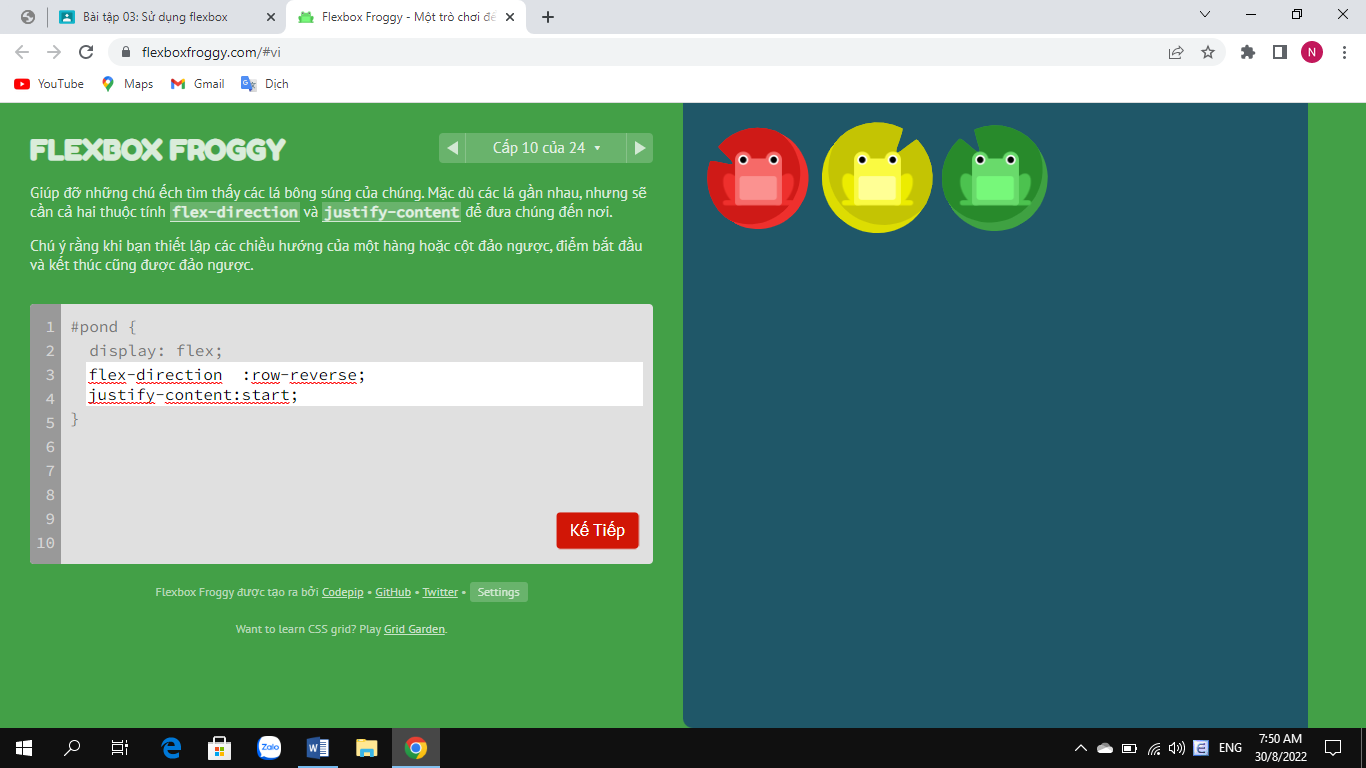 Bài tập 03: Sử dụng flexbox
Flexbox Froggy - Một trò chơi để
flexboxfroggy.com/#vi
N
YouTube
Maps
Gmail
Dịch
FLEXBOX FROGGY
Cấp 10 của 24
Giúp đỡ những chú ếch tìm thấy các lá bông súng của chúng. Mặc dù các lá gần nhau, nhưng sẽ
cần cả hai thuộc tính flex-direction và justify-content để đưa chúng đến nơi.
Chú ý rằng khi bạn thiết lập các chiều hướng của một hàng hoặc cột đảo ngược, điểm bắt đầu
và kết thúc cũng được đảo ngược.
1 #pond {
2 display: flex;
3 flex-direction  :row-reverse;
4 justify-content:start;
5 }
6
7
8
9
10
Kế Tiếp
Flexbox Froggy được tạo ra bởi Codepip • GitHub • Twitter • Settings
Want to learn CSS grid? Play Grid Garden.
Zalo
W
ENG
7:50 AM
30/8/2022